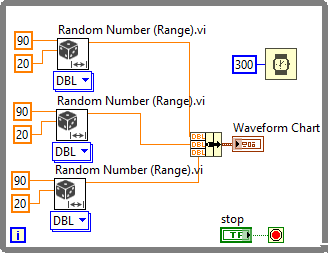 Random Number (Range).vi
90
20
DBL
300
Random Number (Range).vi
90
20
DBL
DBL
DBL
DBL
Waveform Chart
Random Number (Range).vi
90
20
DBL
stop
TF
i